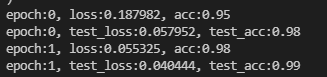 )
epoch:0, loss:0.187982, acc:0.95
epoch:0, test_loss:0.057952, test_acc:0.98
epoch:1, loss:0.055325, acc:0.98
epoch:1, test_loss:0.040444, test_acc:0.99